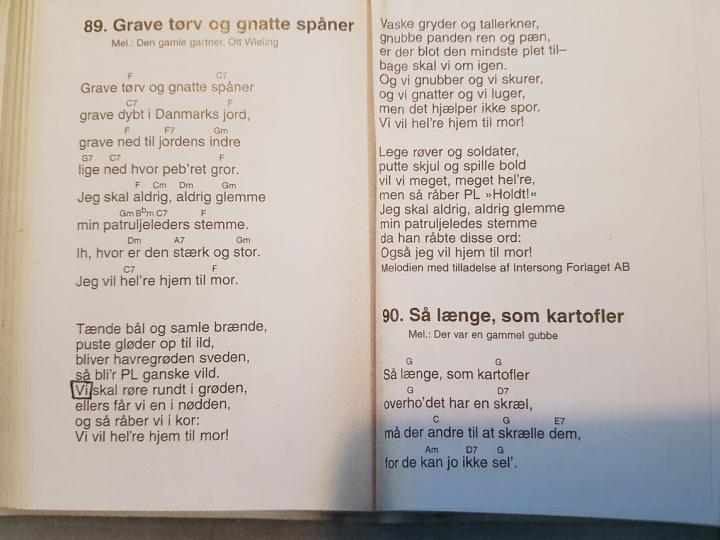 89. Grave tørv og gnatte spåner
Mel.: Den gamle gartner. Ott Wieling
F C7
Grave tørv og gnatte spåner
C7 F
grave dybt i Danmarks jord,
F F7 Gm
grave ned til jordens indre
G7 C7 F
lige ned hvor peb'ret gror.
F Cm Dm Gm
Jeg skal aldrig, aldrig glemme
Gm Bbm C7 F
min patruljeleders stemme.
Dm A7 Gm
Ih, hvor er den stærk og stor.
C7 F
Jeg vil hel're hjem til mor.
Tænde bål og samle brænde,
puste gløder op til ild,
bliver havregrøden sveden,
så bli'r PL ganske vild.
Vi skal røre rundt i grøden,
ellers får vi en i nødden,
og så råber vi i kor:
Vi vil hel're hjem til mor!
Vaske gryder og tallerkner,
gnubbe panden ren og pæn,
er der blot den mindste plet til–
bage skal vi om igen.
Og vi gnubber og vi skurer,
og vi gnatter og vi luger,
men det hjælper ikke spor.
Vi vil hel're hjem til mor!
Lege røver og soldater,
putte skjul og spille bold
vil vi meget, meget hel're,
men så råber PL »Holdt!«
Jeg skal aldrig, aldrig glemme
min patruljeledes stemme
da han råbte disse ord:
Også jeg vil hjem til mor!
Melodien med tilladelse af Intersong Forlaget AB
90. Så længe, som kartofler
Mel.: Der var en gammel gubbe
G G
Så længe, som kartofler
G D7
overho'det har en skræl,
C G E7
må der andre til at skrælle dem,
Am D7 G
for de kan jo ikke sel'.